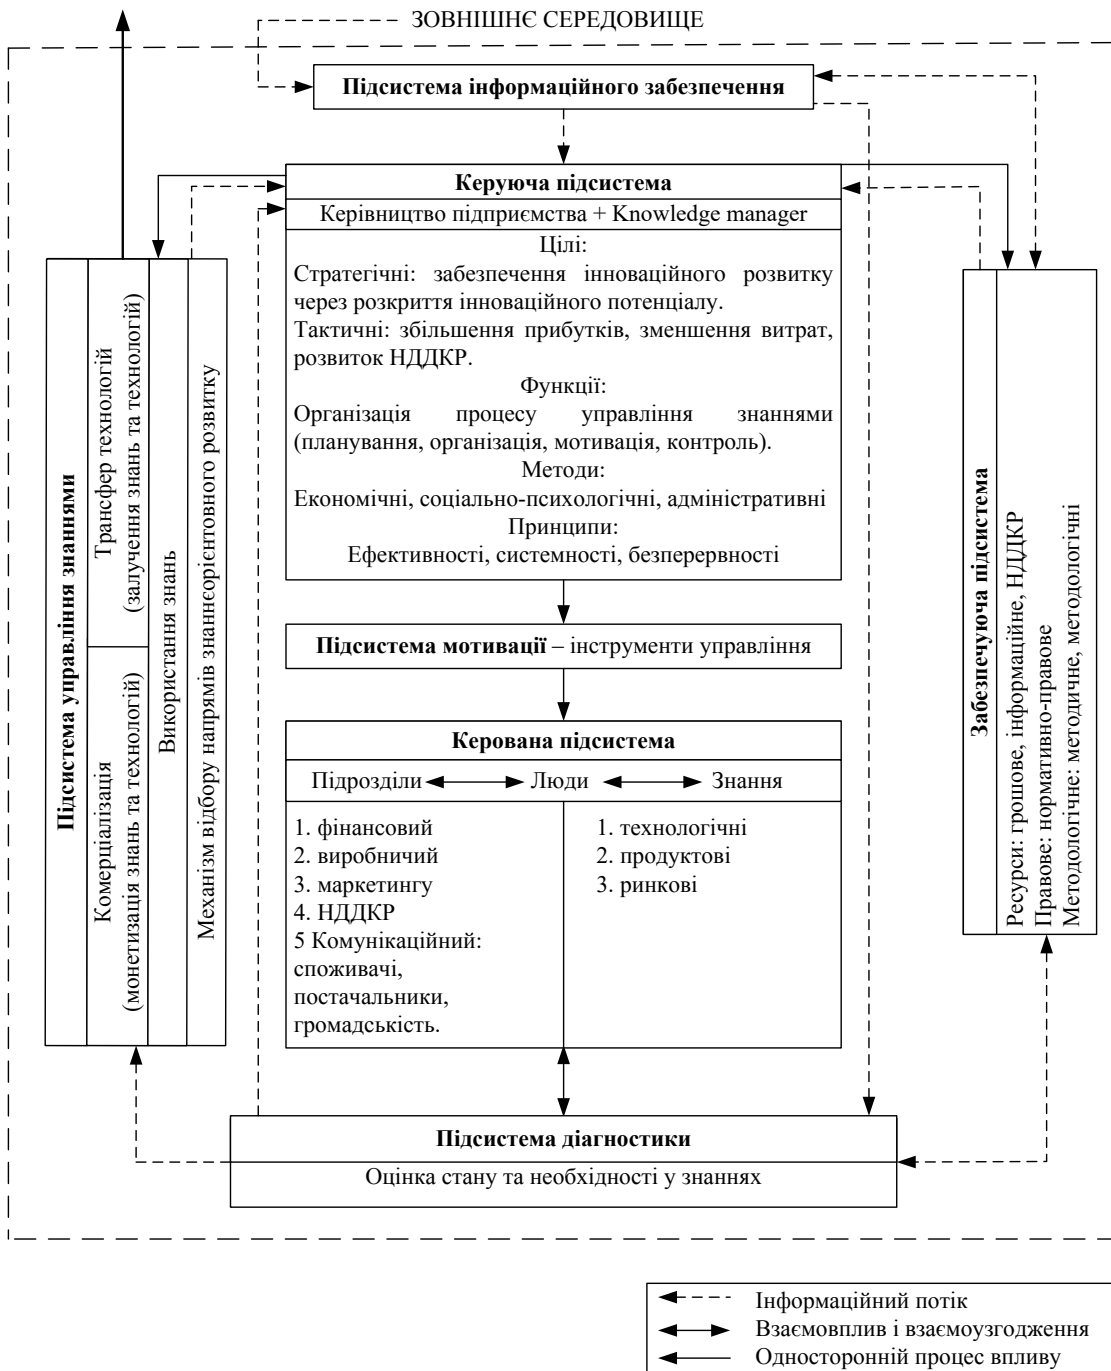 ЗОВНІШНЄ СЕРЕДОВИЩЕ
Підсистема інформаційного забезпечення
Керуюча підсистема
Керівництво підприємства + Knowledge manager
Цілі:
Стратегічні: забезпечення інноваційного розвитку
через розкриття інноваційного потенціалу.
Тактичні: збільшення прибутків, зменшення витрат,
розвиток НДДКР.
Функції:
Організація процесу управління знаннями
(планування, організація, мотивація, контроль).
Методи:
Економічні, соціально-психологічні, адміністративні
Принципи:
Ефективності, системності, безперервності
Підсистема управління знаннями
Трансфер технологій
(залучення знань та технологій)
Комерціалізація
(монетизація знань та технологій)
Використання знань
Механізм відбору напрямів знаннєорієнтовного розвитку
Підсистема мотивації – інструменти управління
Керована підсистема
Підрозділи Люди Знання
1. фінансовий
2. виробничий
3. маркетингу
4. НДДКР
5 Комунікаційний:
споживачі,
постачальники,
громадськість.
1. технологічні
2. продуктові
3. ринкові
Забезпечуюча підсистема
Ресурси: грошове, інформаційне, НДДКР
Правове: нормативно-правове
Методологічне: методичне, методологічні
Підсистема діагностики
Оцінка стану та необхідності у знаннях
Інформаційний потік
Взаємовплив і взаємоузгодження
Односторонній процес впливу